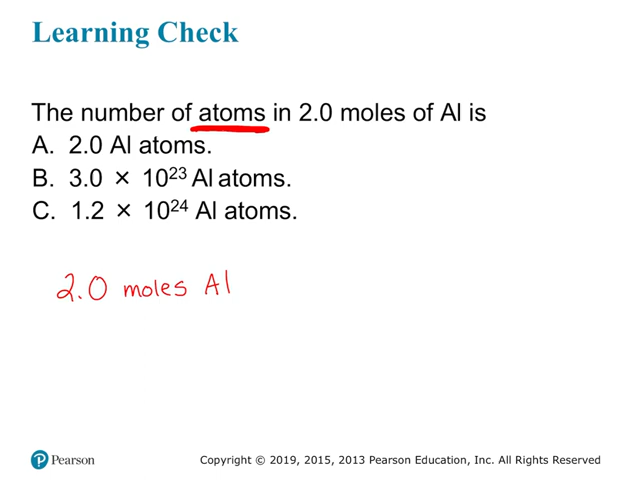 Learning Check
The number of atoms in 2.0 moles of Al is
A. 2.0 Al atoms.
B. 3.0 × 10²³ Al atoms.
C. 1.2 × 10²⁴ Al atoms.
2.0 moles Al
P Pearson
Copyright © 2019, 2015, 2013 Pearson Education, Inc. All Rights Reserved